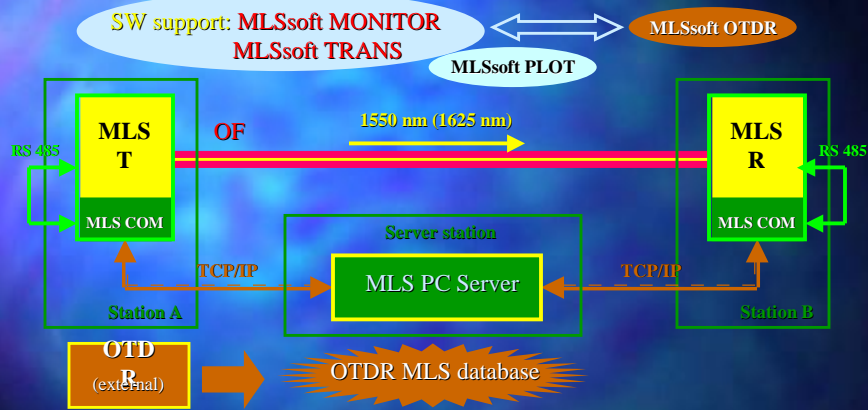 SW support: MLSsoft MONITOR
MLSsoft TRANS
MLSsoft OTDR
MLSsoft PLOT
MLS
T
OF
1550 nm (1625 nm)
MLS
R
RS 485
RS 485
MLS COM
MLS COM
Server station
TCP/IP
MLS PC Server
TCP/IP
Station A
Station B
OTD
R
(external)
OTDR MLS database